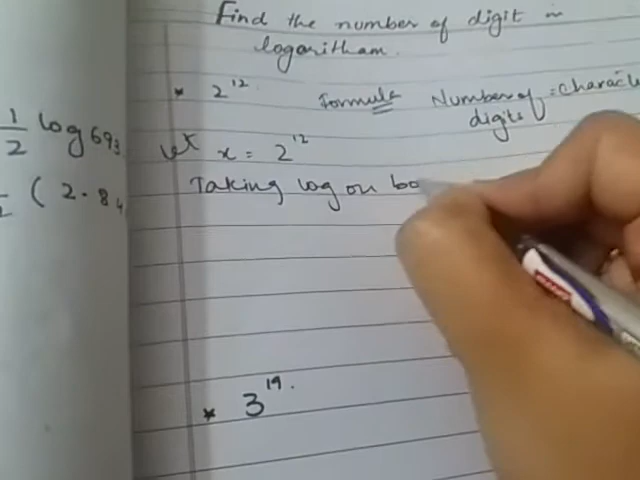 Find the number of digit in
logaritham.
* 2^12.
Formula Number of = charac
digits
let x = 2^12
Taking log on bo
* 3^19.
1/2 log 693
( 2.84